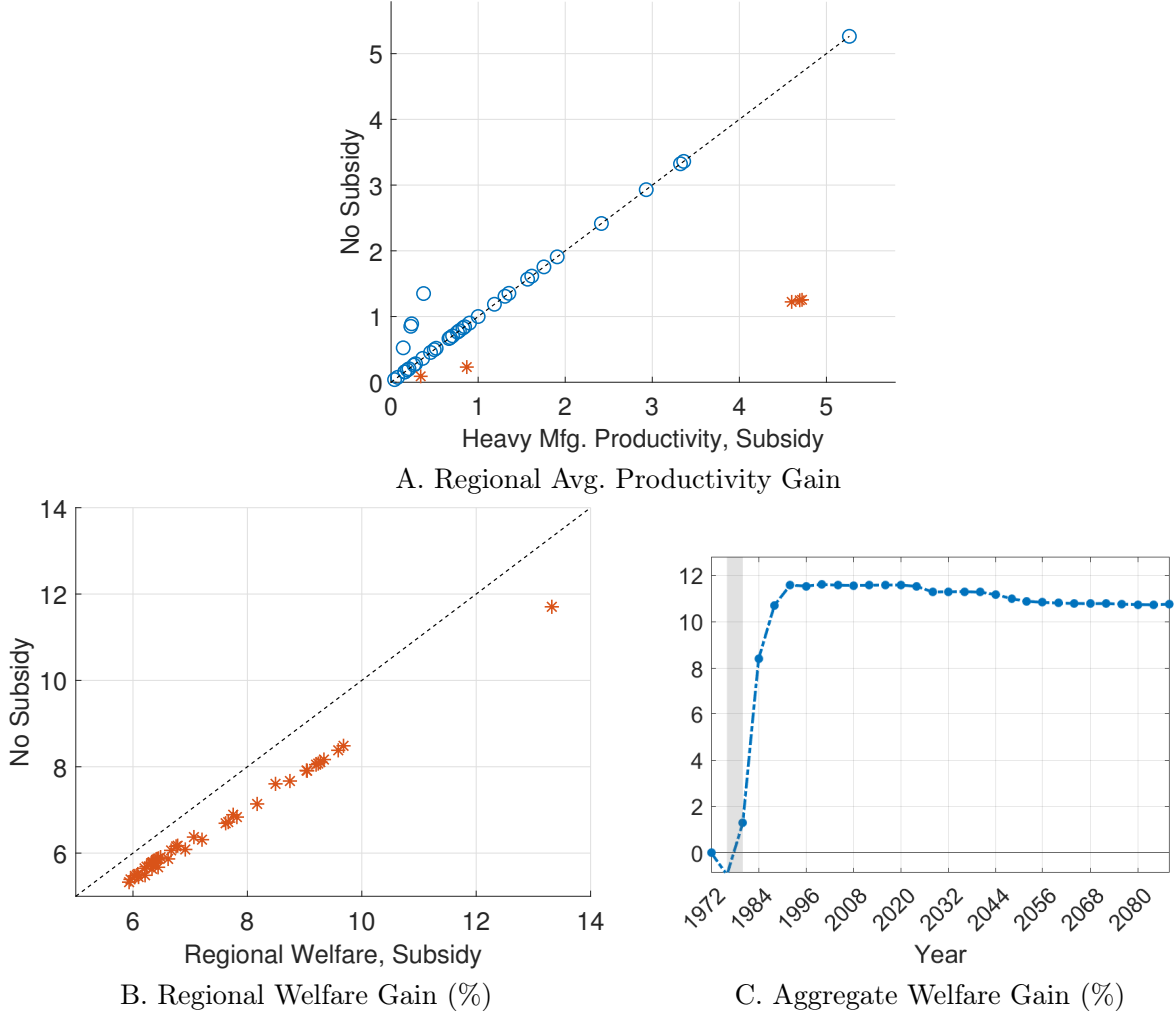 No Subsidy
5
4
3
2
1
0
0 1 2 3 4 5
Heavy Mfg. Productivity, Subsidy
A. Regional Avg. Productivity Gain
No Subsidy
14
12
10
8
6
6 8 10 12 14
Regional Welfare, Subsidy
B. Regional Welfare Gain (%)
12
10
8
6
4
2
0
1972 1984 1996 2008 2020 2032 2044 2056 2068 2080
Year
C. Aggregate Welfare Gain (%)